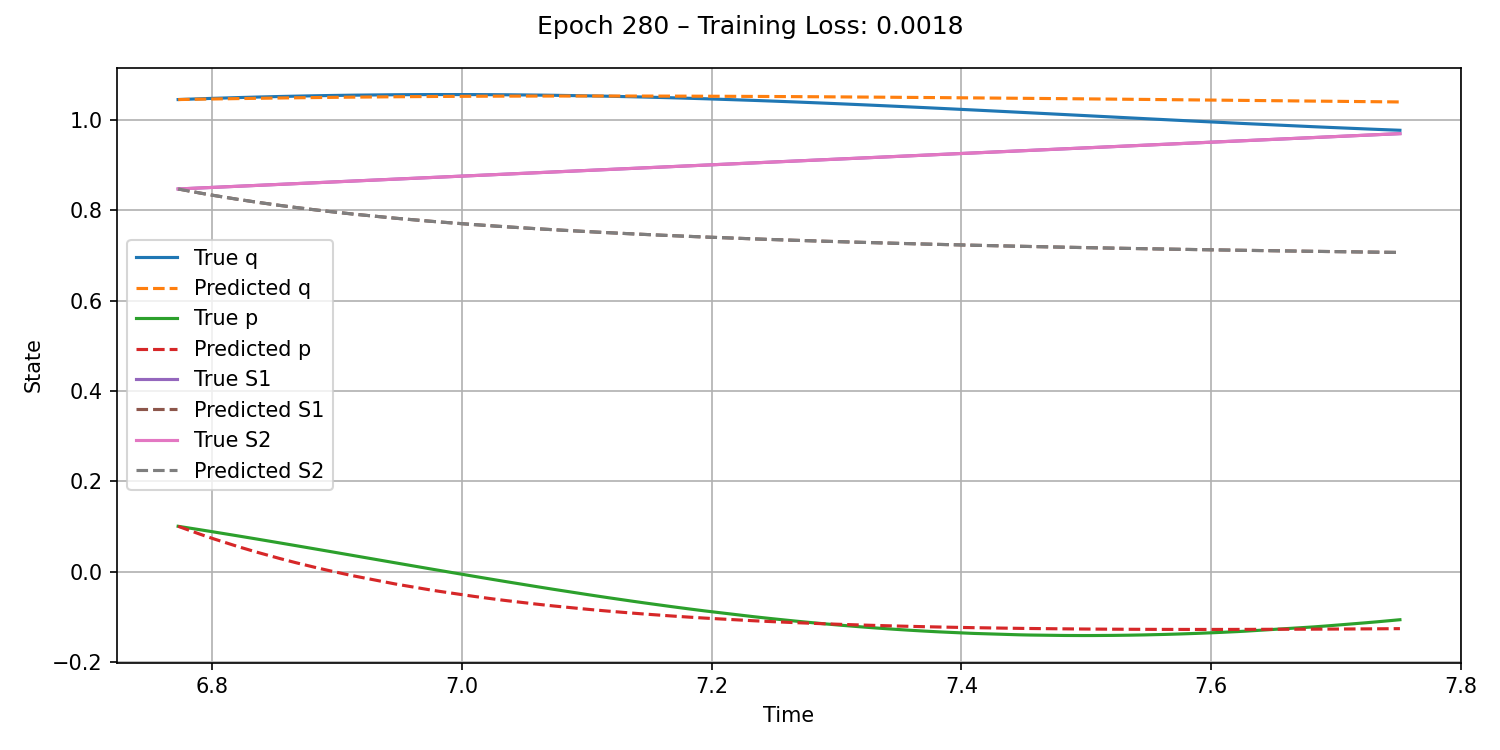 Epoch 280 – Training Loss: 0.0018
State
1.0
0.8
0.6
0.4
0.2
0.0
−0.2
True q
Predicted q
True p
Predicted p
True S1
Predicted S1
True S2
Predicted S2
6.8 7.0 7.2 7.4 7.6 7.8
Time